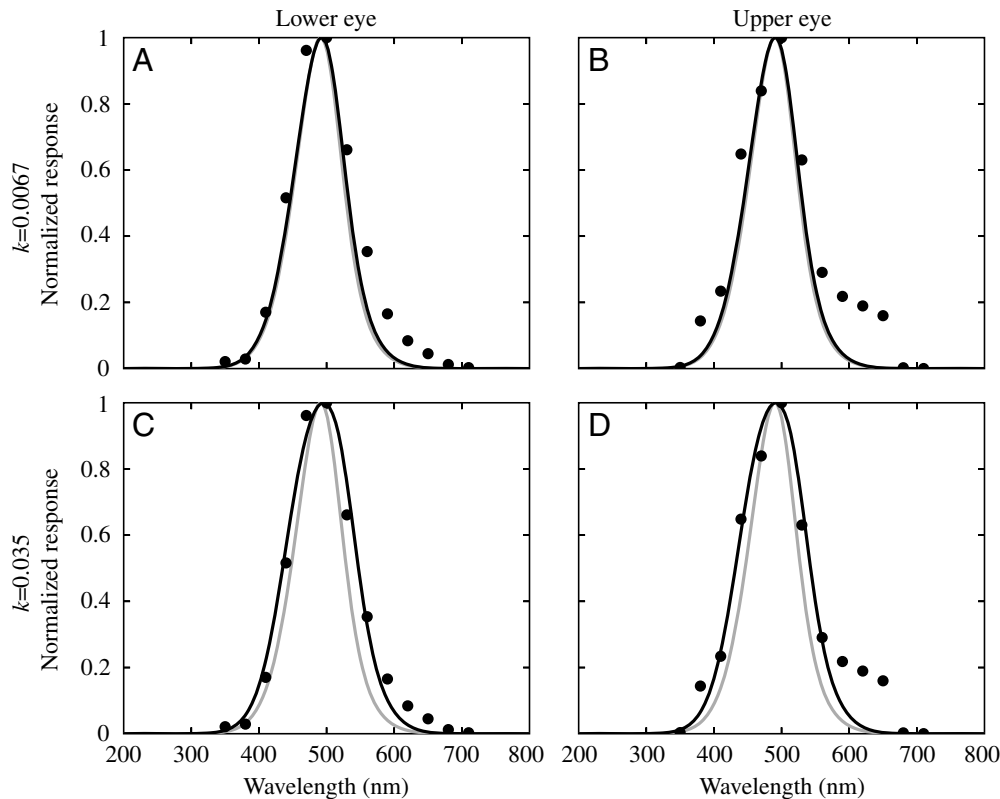 Lower eye Upper eye
A
B
k=0.0067
Normalized response
1
0.8
0.6
0.4
0.2
0
C
D
k=0.035
Normalized response
1
0.8
0.6
0.4
0.2
0
200 300 400 500 600 700 800
200 300 400 500 600 700 800
Wavelength (nm) Wavelength (nm)